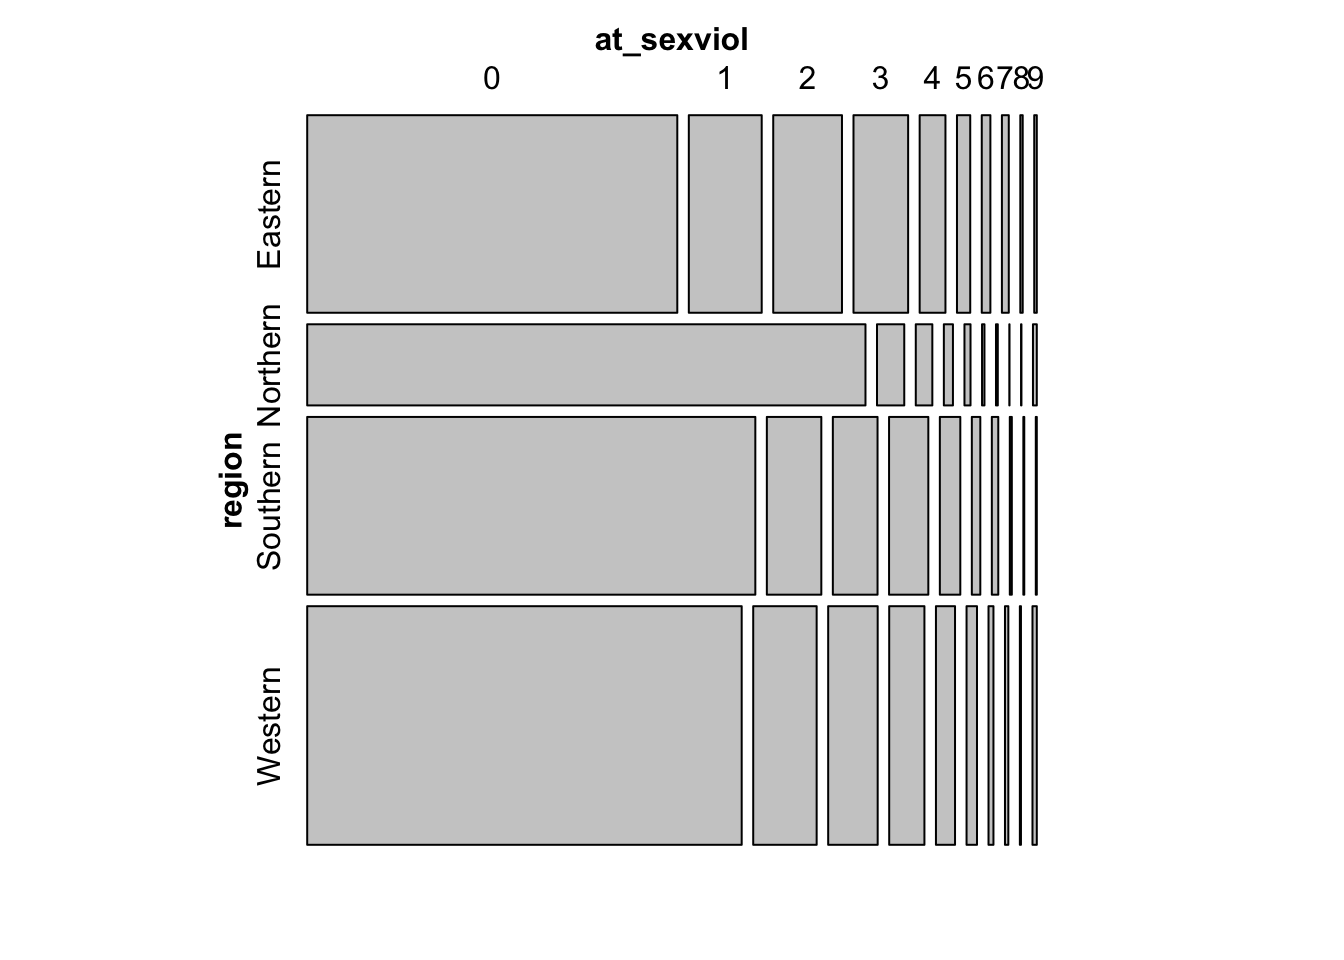 at_sexviol
0 1 2 3 4 5 6 7 8 9
Eastern
Northern
region
Southern
Western